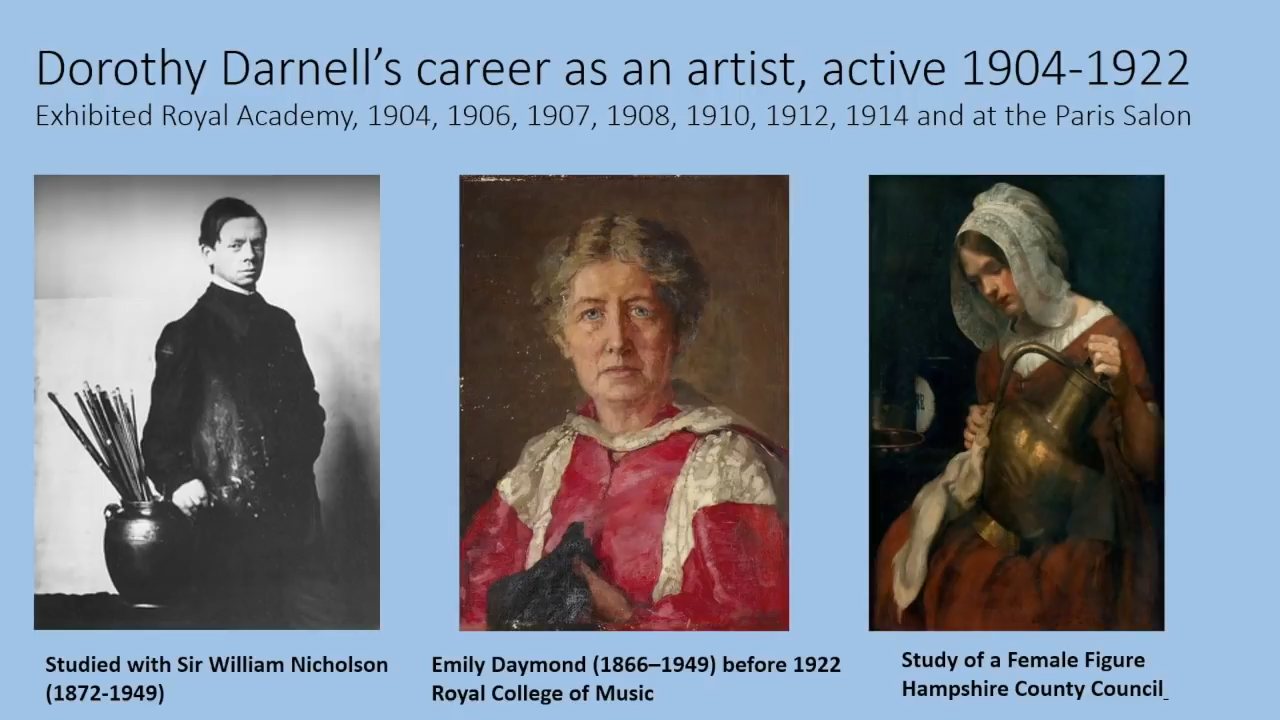 Dorothy Darnell’s career as an artist, active 1904-1922
Exhibited Royal Academy, 1904, 1906, 1907, 1908, 1910, 1912, 1914 and at the Paris Salon
Studied with Sir William Nicholson
(1872-1949)
Emily Daymond (1866–1949) before 1922
Royal College of Music
Study of a Female Figure
Hampshire County Council